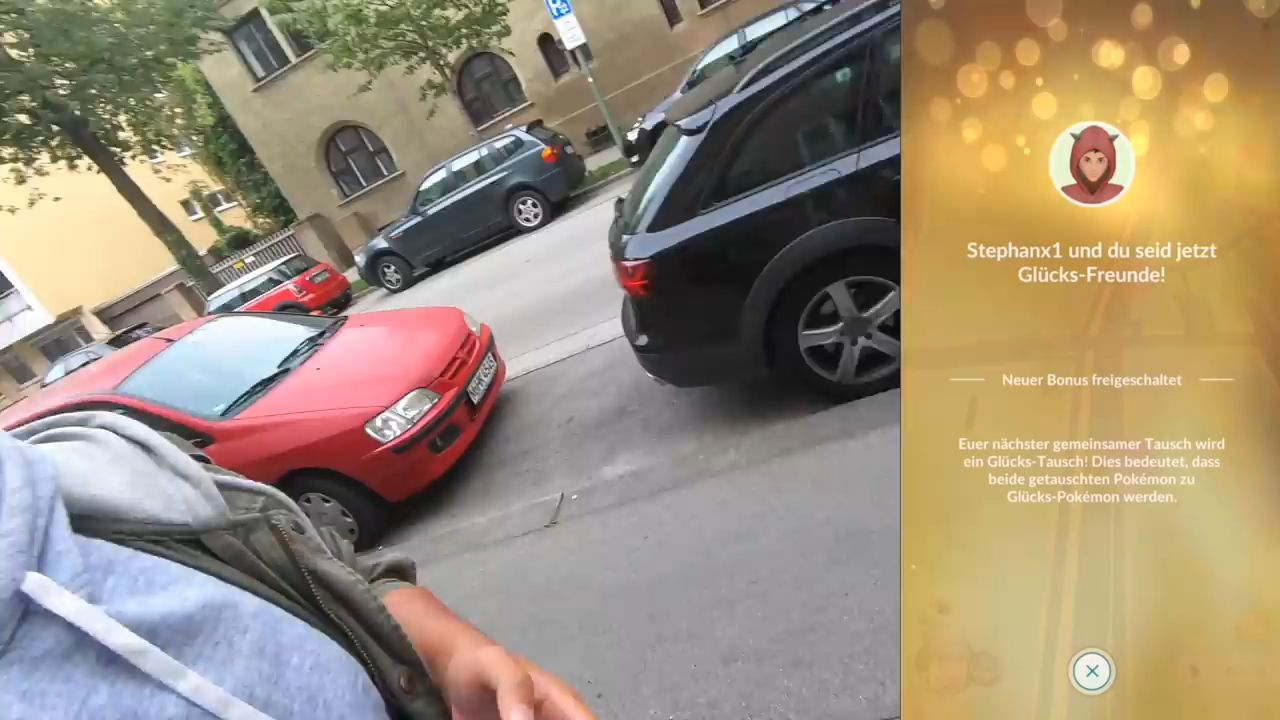 Stephanx1 und du seid jetzt
Glücks-Freunde!
Neuer Bonus freigeschaltet
Euer nächster gemeinsamer Tausch wird
ein Glücks-Tausch! Dies bedeutet, dass
beide getauschten Pokémon zu
Glücks-Pokémon werden.